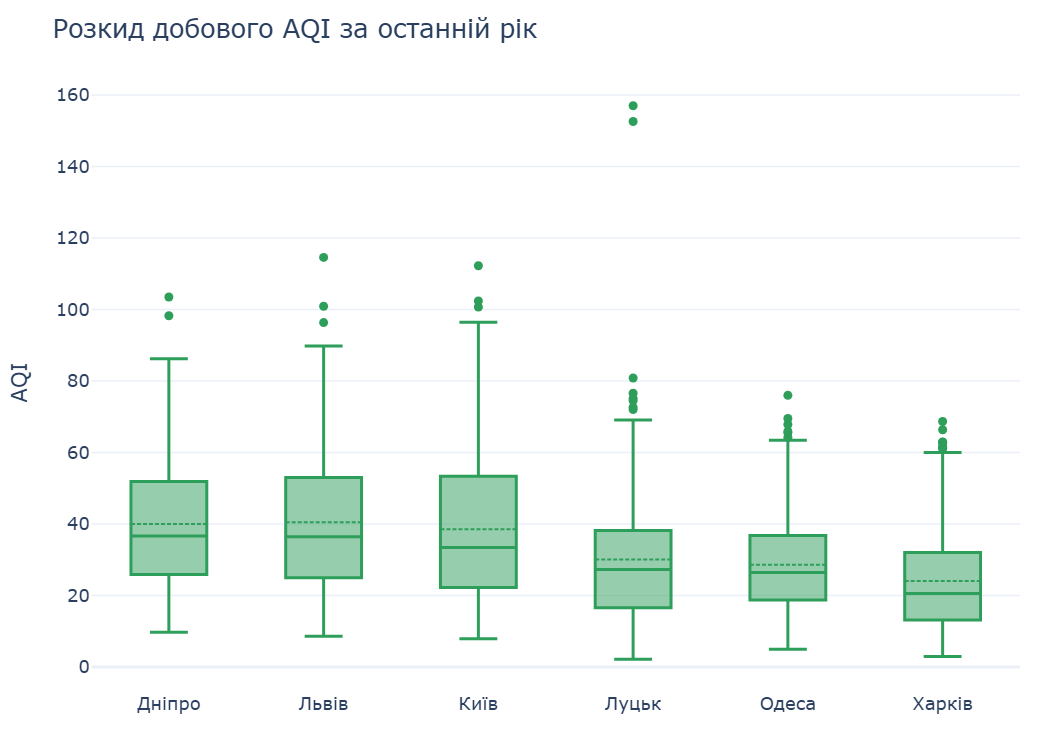 Розкид добового AQI за останній рік
AQI
160
140
120
100
80
60
40
20
0
Дніпро
Львів
Київ
Луцьк
Одеса
Харків